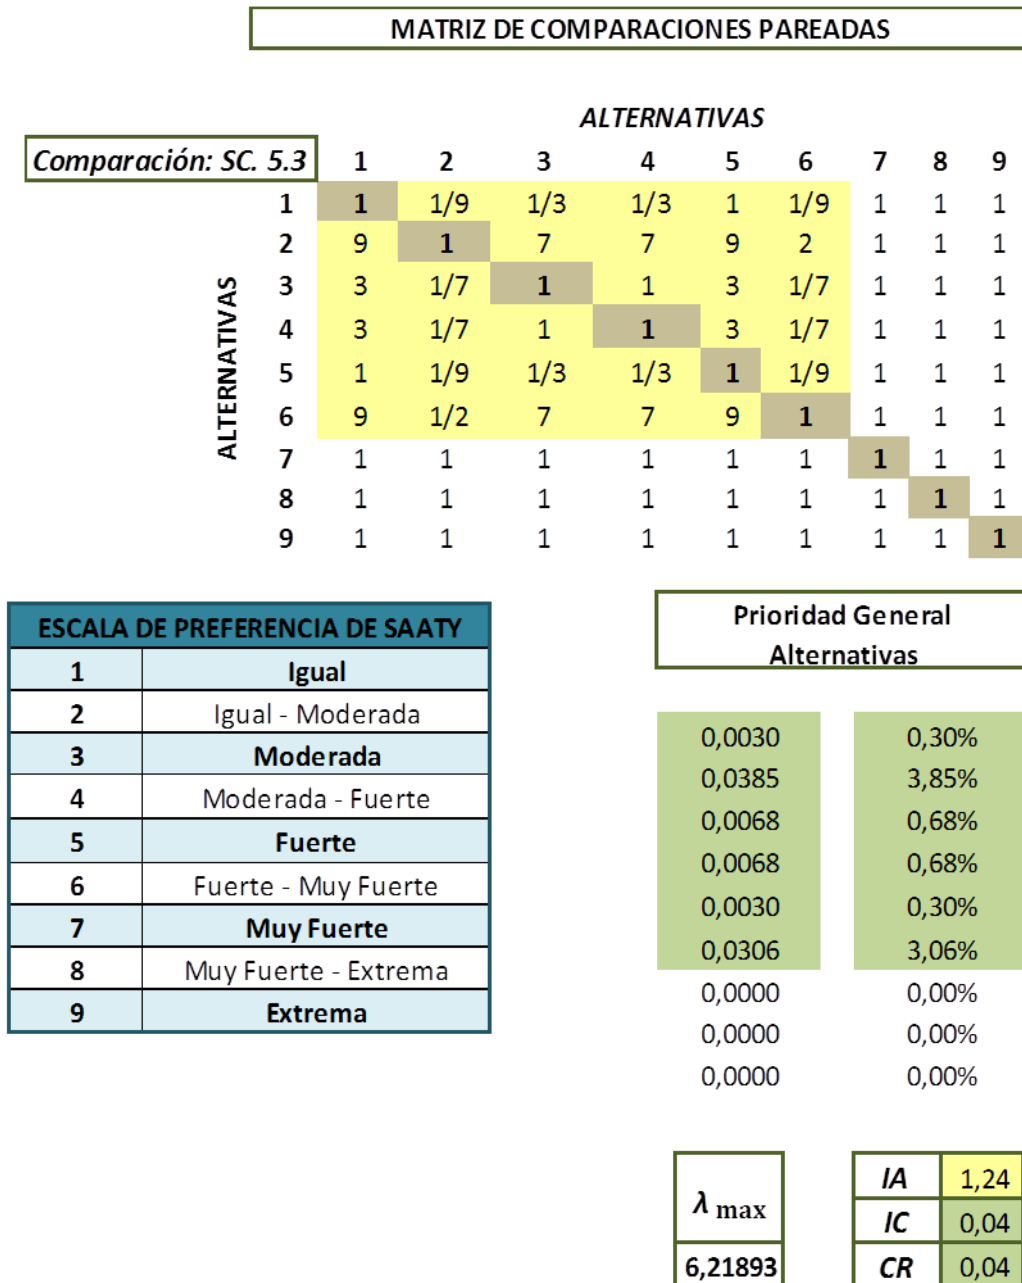 MATRIZ DE COMPARACIONES PAREADAS
ALTERNATIVAS
Comparación: SC. 5.3 1 2 3 4 5 6 7 8 9
ALTERNATIVAS
1 1 1/9 1/3 1/3 1 1/9 1 1 1
2 9 1 7 7 9 2 1 1 1
3 3 1/7 1 1 3 1/7 1 1 1
4 3 1/7 1 1 3 1/7 1 1 1
5 1 1/9 1/3 1/3 1 1/9 1 1 1
6 9 1/2 7 7 9 1 1 1 1
7 1 1 1 1 1 1 1 1 1
8 1 1 1 1 1 1 1 1 1
9 1 1 1 1 1 1 1 1 1
ESCALA DE PREFERENCIA DE SAATY
1 Igual
2 Igual - Moderada
3 Moderada
4 Moderada - Fuerte
5 Fuerte
6 Fuerte - Muy Fuerte
7 Muy Fuerte
8 Muy Fuerte - Extrema
9 Extrema
Prioridad General
Alternativas
0,0030 0,30%
0,0385 3,85%
0,0068 0,68%
0,0068 0,68%
0,0030 0,30%
0,0306 3,06%
0,0000 0,00%
0,0000 0,00%
0,0000 0,00%
λ max
6,21893
IA 1,24
IC 0,04
CR 0,04